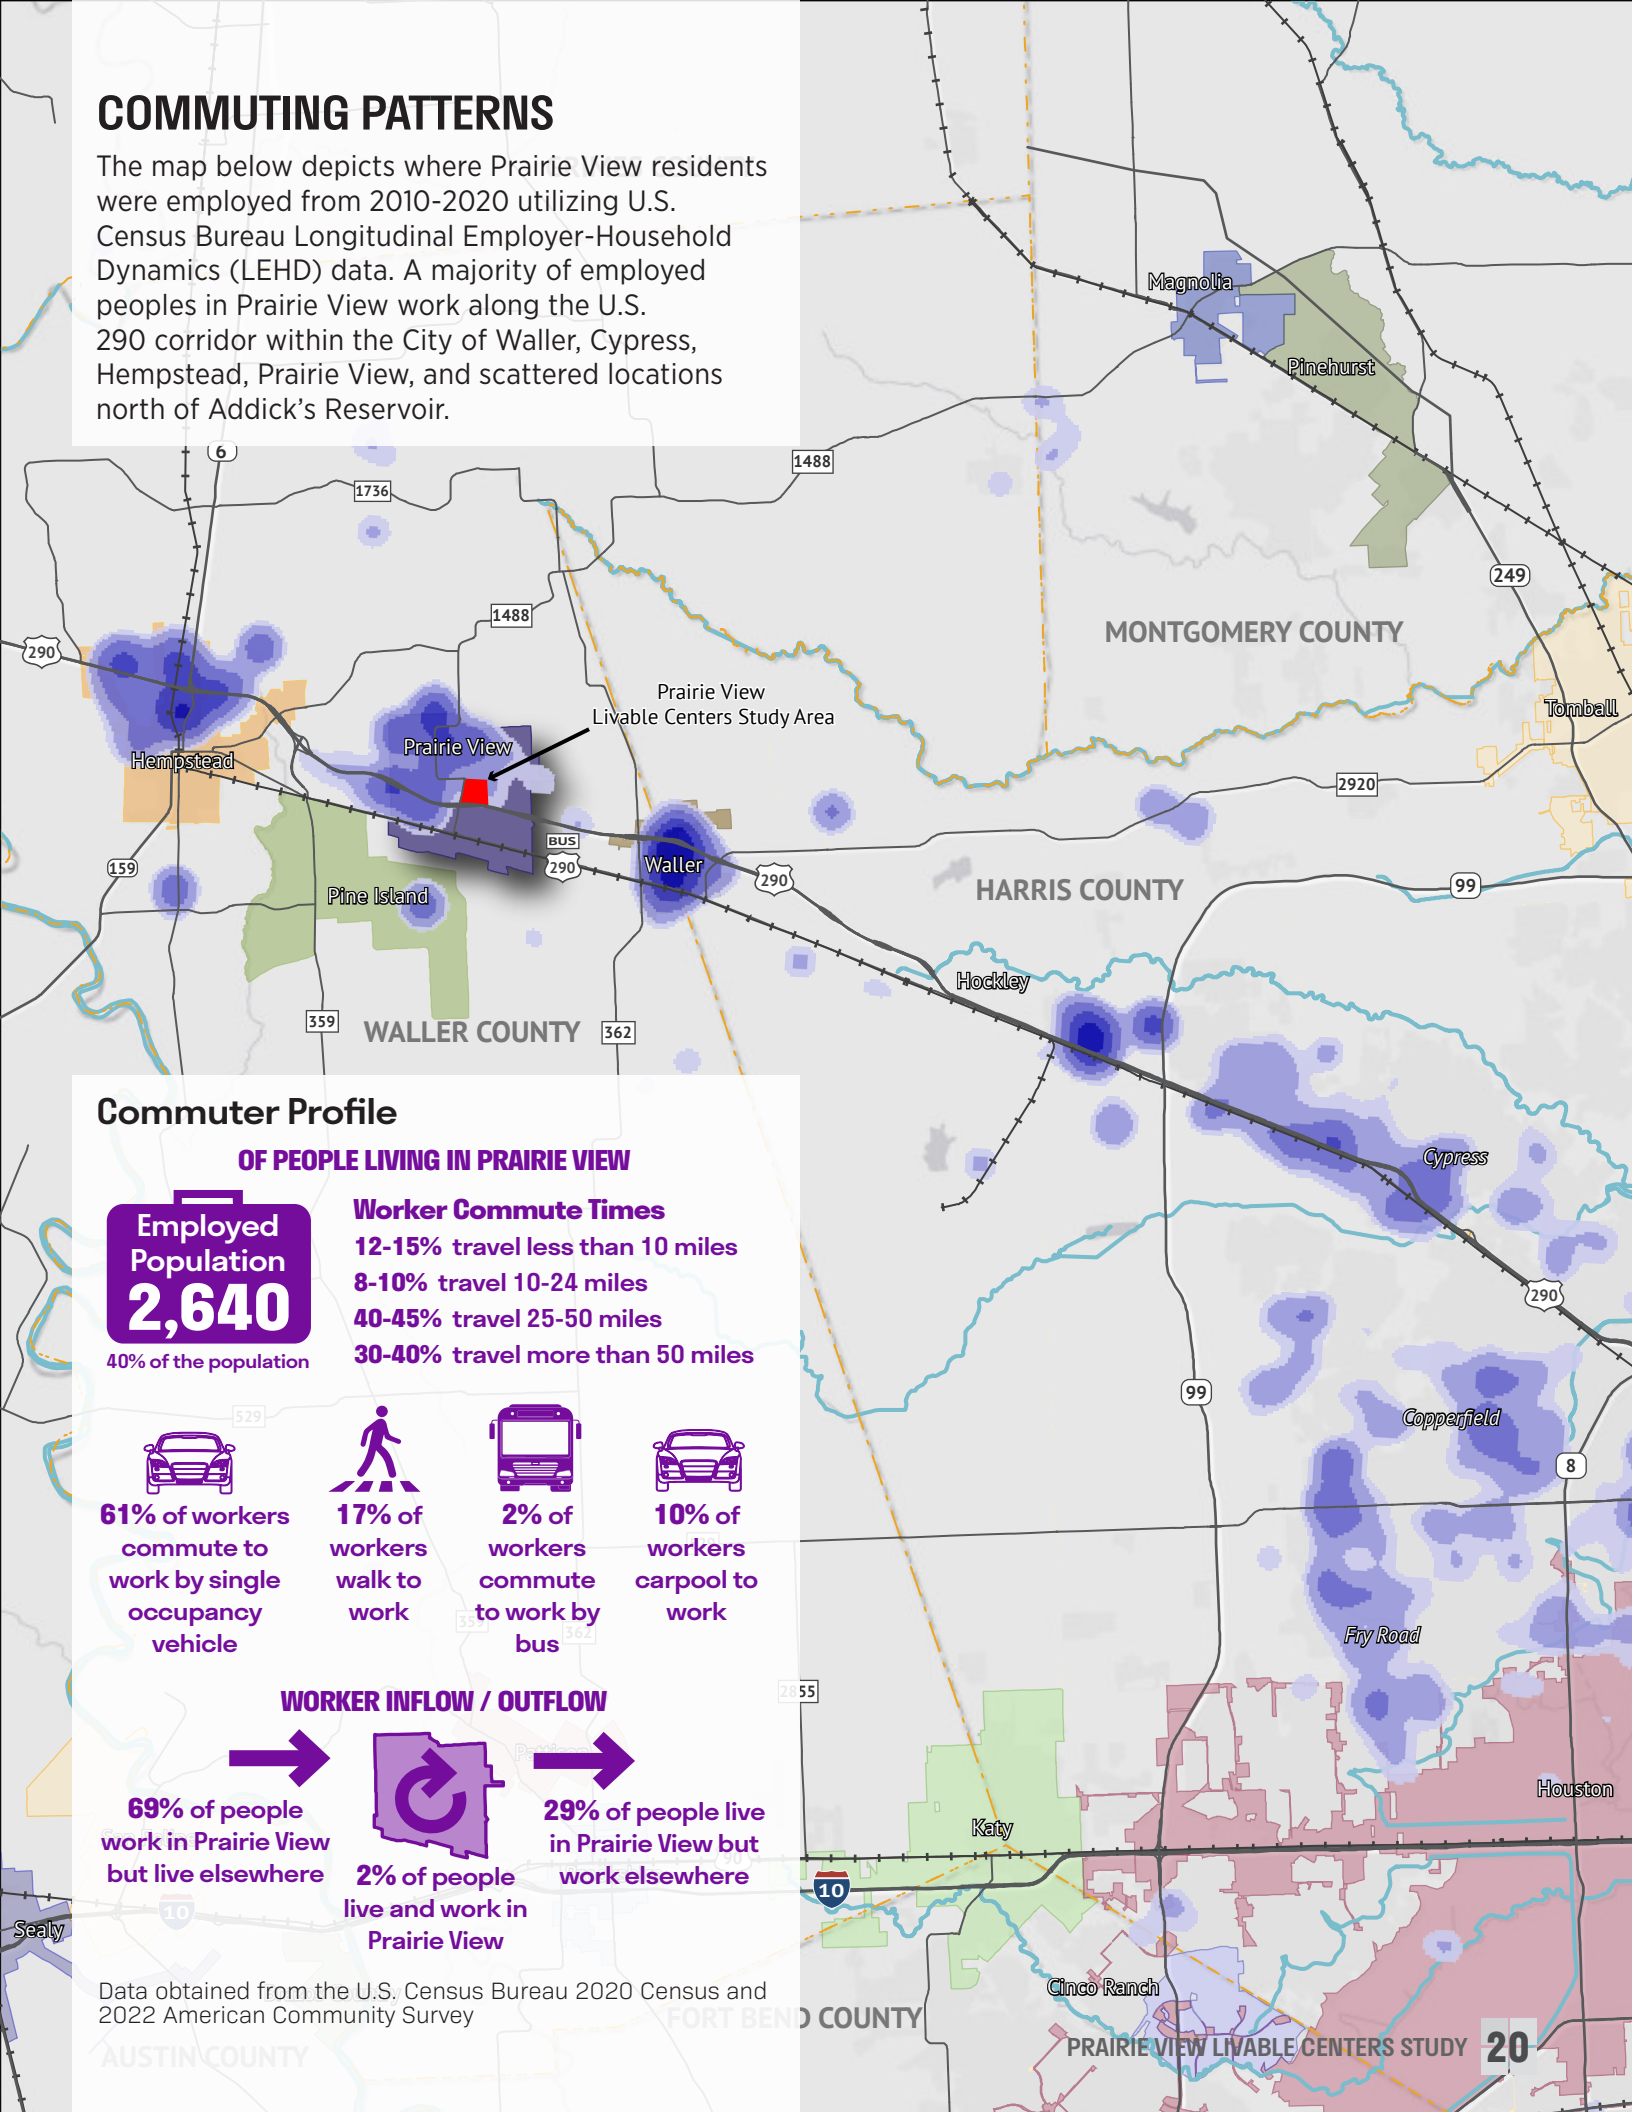 COMMUTING PATTERNS
The map below depicts where Prairie View residents
were employed from 2010-2020 utilizing U.S.
Census Bureau Longitudinal Employer-Household
Dynamics (LEHD) data. A majority of employed
peoples in Prairie View work along the U.S.
290 corridor within the City of Waller, Cypress,
Hempstead, Prairie View, and scattered locations
north of Addick's Reservoir.
Magnolia
Pinehurst
6
1488
1736
249
1488
MONTGOMERY COUNTY
290
Prairie View
Livable Centers Study Area
Tomball
Prairie View
Hempstead
2920
BUS
290
Waller
290
159
HARRIS COUNTY
99
Pine Island
Hockley
359
WALLER COUNTY
362
Commuter Profile
OF PEOPLE LIVING IN PRAIRIE VIEW
Employed
Population
2,640
40% of the population
Worker Commute Times
12-15% travel less than 10 miles
8-10% travel 10-24 miles
40-45% travel 25-50 miles
30-40% travel more than 50 miles
Cypress
290
99
Copperfield
8
529
61% of workers
commute to
work by single
occupancy
vehicle
17% of
workers
walk to
work
2% of
workers
commute
to work by
bus
10% of
workers
carpool to
work
359
362
Fry Road
2855
WORKER INFLOW / OUTFLOW
69% of people
work in Prairie View
but live elsewhere
2% of people
live and work in
Prairie View
29% of people live
in Prairie View but
work elsewhere
Houston
Katy
90
10
10
Sealy
Cinco Ranch
Data obtained from the U.S. Census Bureau 2020 Census and
2022 American Community Survey
FORT BEND COUNTY
AUSTIN COUNTY
PRAIRIE VIEW LIVABLE CENTERS STUDY 20